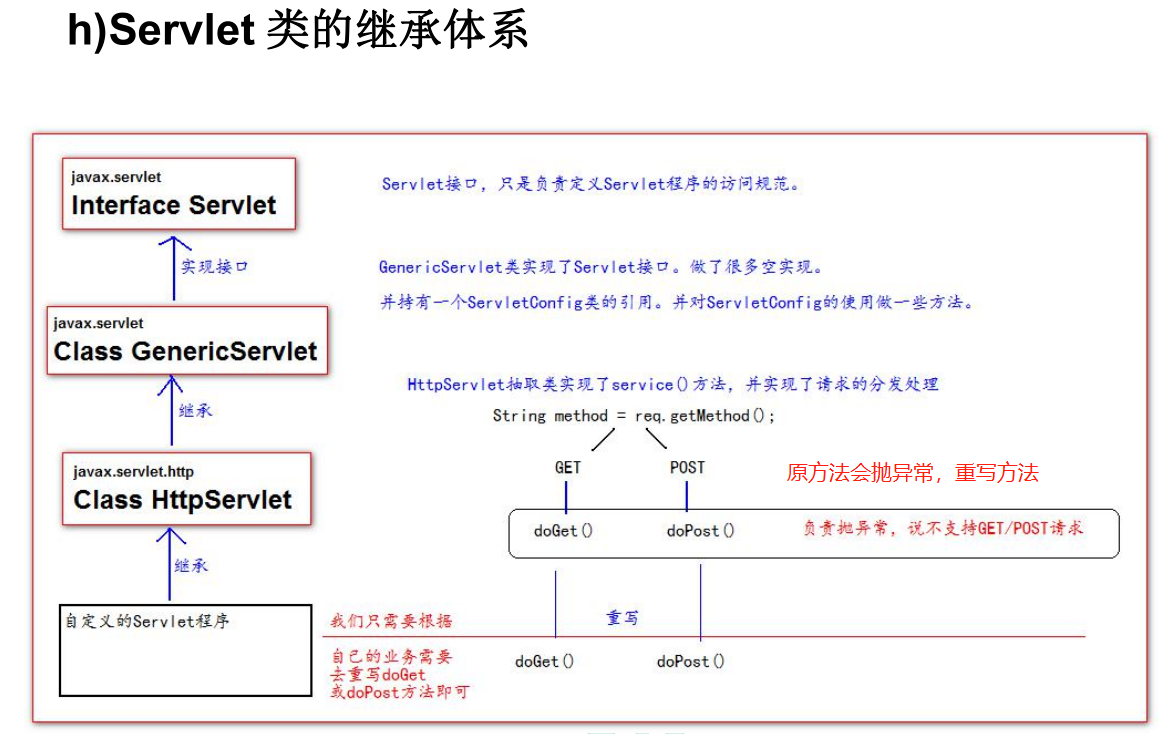 h)Servlet 类的继承体系
javax.servlet
Interface Servlet
Servlet接口，只是负责定义Servlet程序的访问规范。
实现接口
GenericServlet类实现了Servlet接口。做了很多空实现。
并持有一个ServletConfig类的引用。并对ServletConfig的使用做一些方法。
javax.servlet
Class GenericServlet
继承
HttpServlet抽取类实现了service()方法，并实现了请求的分发处理
String method = req.getMethod();
javax.servlet.http
Class HttpServlet
GET
POST
原方法会抛异常，重写方法
doGet()
doPost()
负责抛异常，说不支持GET/POST请求
继承
自定义的Servlet程序
我们只需要根据
重写
自己的业务需要
去重写doGet
或doPost方法即可
doGet()
doPost()